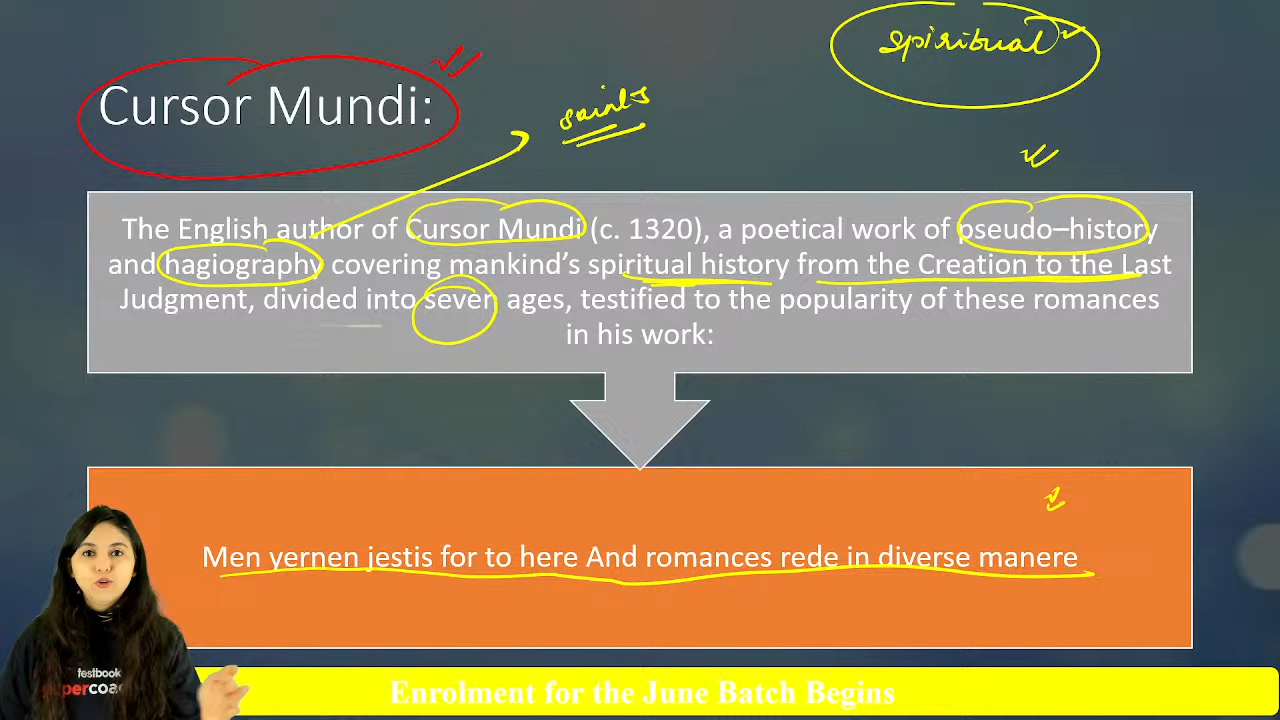 spiritual
Cursor Mundi:
saints
The English author of Cursor Mundi (c. 1320), a poetical work of pseudo–history
and hagiography covering mankind's spiritual history from the Creation to the Last
Judgment, divided into seven ages, testified to the popularity of these romances
in his work:
Men yernen jestis for to here And romances rede in diverse manere
testbook
supercoach
Enrolment for the June Batch Begins